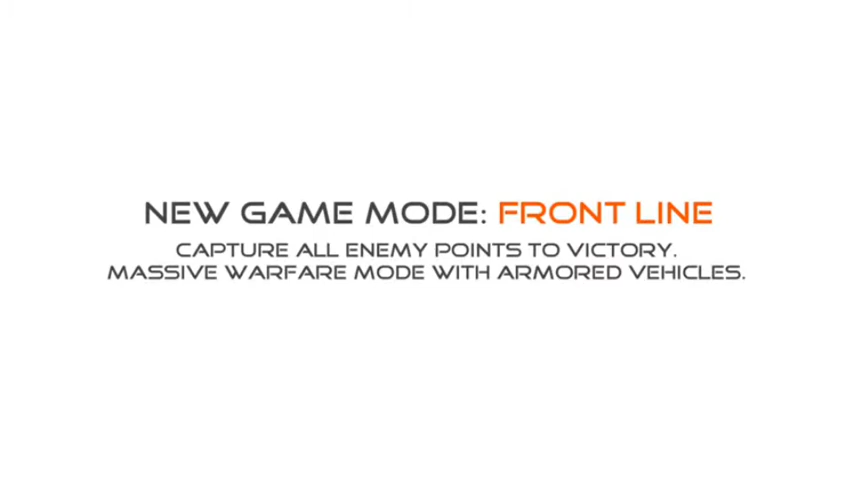 NEW GAME MODE: FRONT LINE
CAPTURE ALL ENEMY POINTS TO VICTORY.
MASSIVE WARFARE MODE WITH ARMORED VEHICLES.